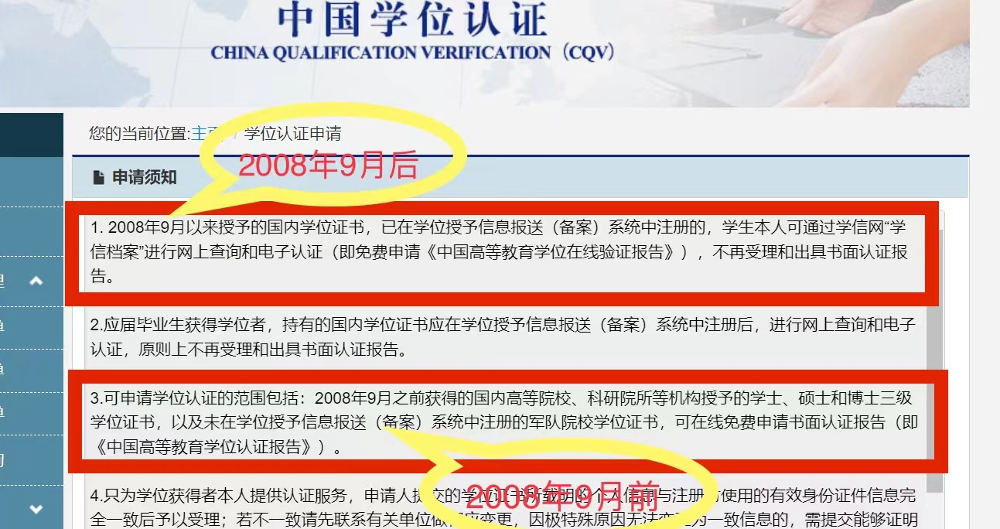 中国学位认证
CHINA QUALIFICATION VERIFICATION（CQV）
您的当前位置:主 / 学位认证申请
2008年9月后
申请须知
1. 2008年9月以来授予的国内学位证书，已在学位授予信息报送（备案）系统中注册的，学生本人可通过学信网“学
信档案”进行网上查询和电子认证（即免费申请《中国高等教育学位在线验证报告》），不再受理和出具书面认证报
告。
2.应届毕业生获得学位者，持有的国内学位证书应在学位授予信息报送（备案）系统中注册后，进行网上查询和电子
认证，原则上不再受理和出具书面认证报告。
3.可申请学位认证的范围包括：2008年9月之前获得的国内高等院校、科研院所等机构授予的学士、硕士和博士三级
学位证书，以及未在学位授予信息报送（备案）系统中注册的军队院校学位证书，可在线免费申请书面认证报告（即
《中国高等教育学位认证报告》）。
2008年9月前
4.只为学位获得者本人提供认证服务，申请人提交的学位证书所载明的个人信息与注册时使用的有效身份证件信息完
全一致后予以受理；若不一致请先联系有关单位做 变更，因极特殊原因无法变 为一致信息的，需提交能够证明